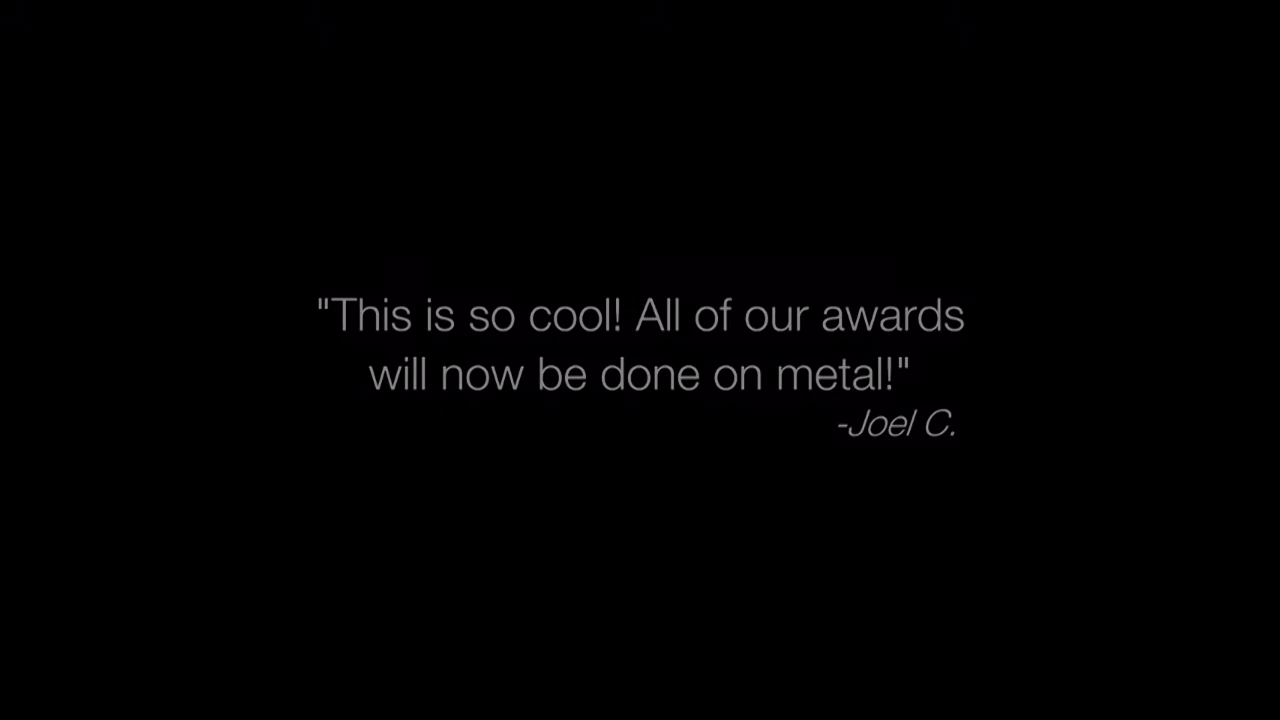 "This is so cool! All of our awards
will now be done on metal!"
-Joel C.